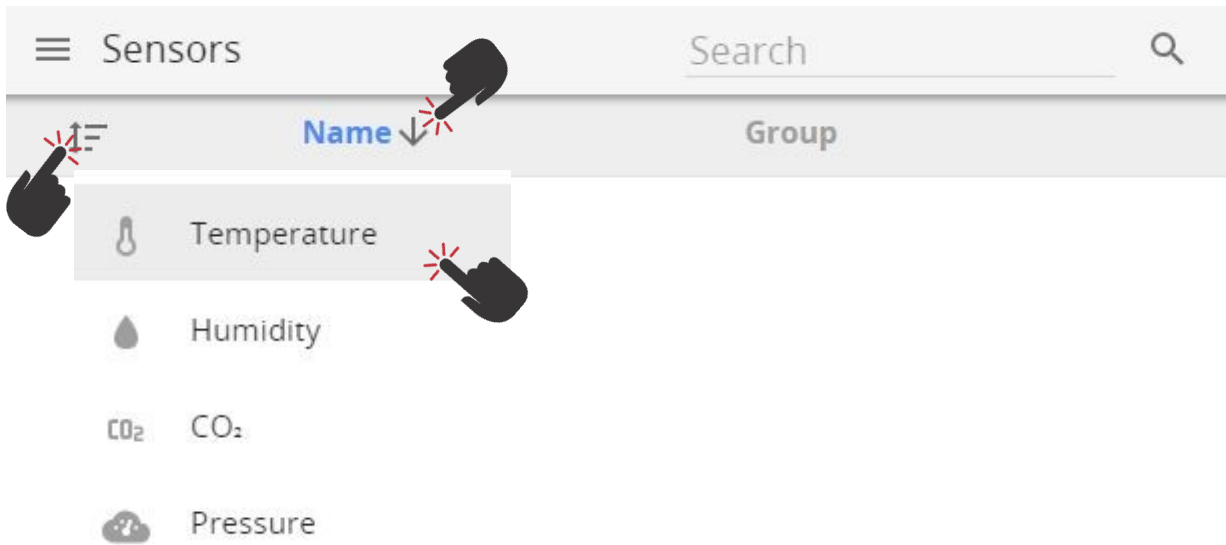 Sensors Search
Name Group
Temperature
Humidity
CO₂ CO₂
Pressure